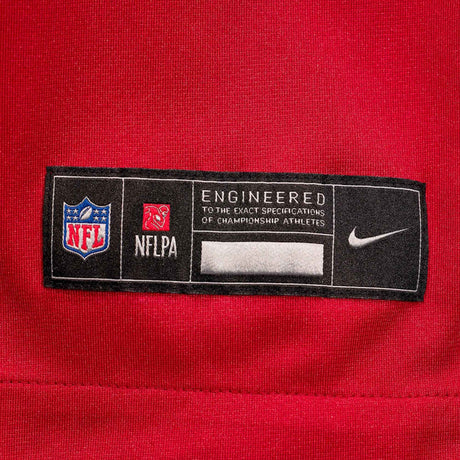 NFL
NFLPA
ENGINEERED
TO THE EXACT SPECIFICATIONS
OF CHAMPIONSHIP ATHLETES